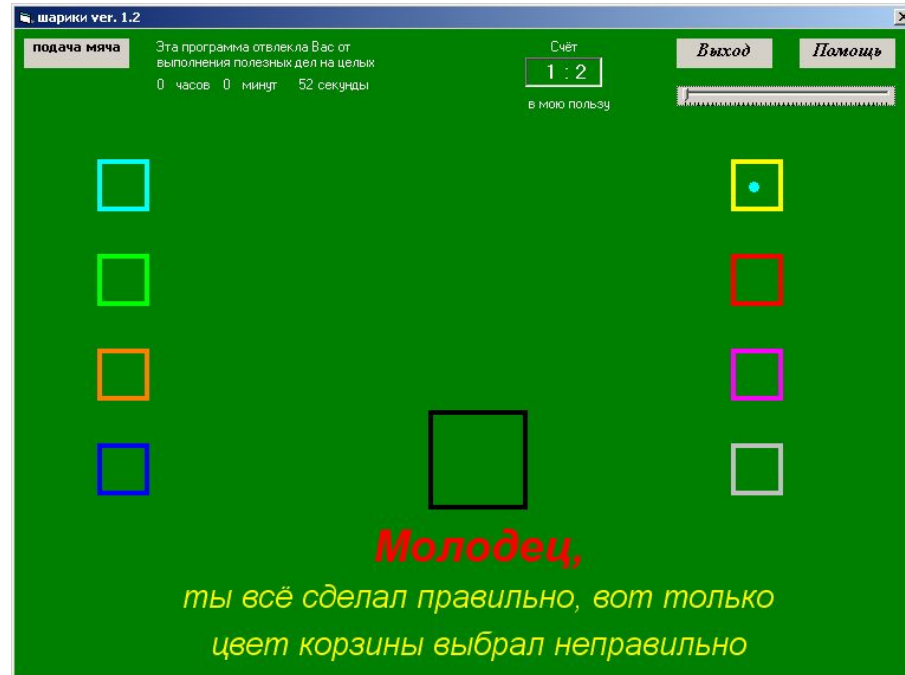 шарики ver. 1.2
подача мяча
Эта программа отвлекла Вас от
выполнения полезных дел на целых
0 часов 0 минут 52 секунды
Счёт
1 : 2
в мою пользу
Выход
Помощь
Молодец,
ты всё сделал правильно, вот только
цвет корзины выбрал неправильно